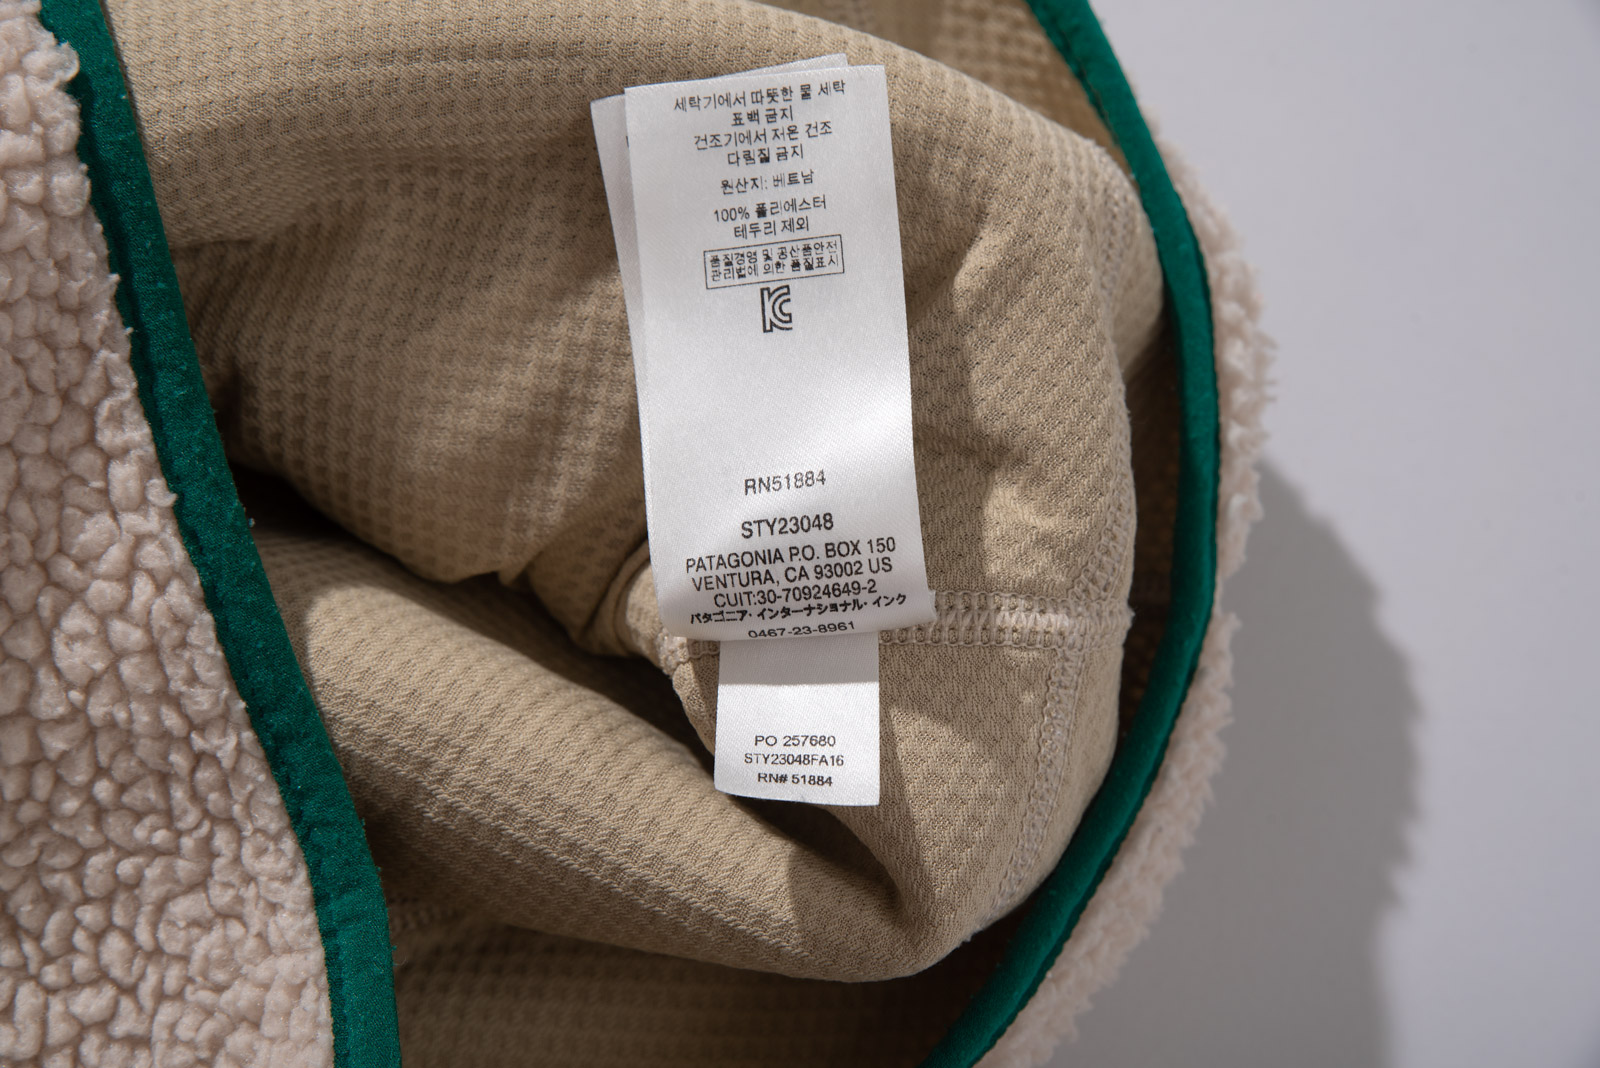 세탁기에서 따뜻한 물 세탁
표백 금지
건조기에서 저온 건조
다림질 금지
원산지: 베트남
100% 폴리에스터
테두리 제외
품질경영 및 공산품안전
관리법에 의한 품질표시
RN51884
STY23048
PATAGONIA P.O. BOX 150
VENTURA, CA 93002 US
CUIT:30-70924649-2
パタゴニア・インターナショナル・インク
0467-23-8961
PO 257680
STY23048FA16
RN# 51884